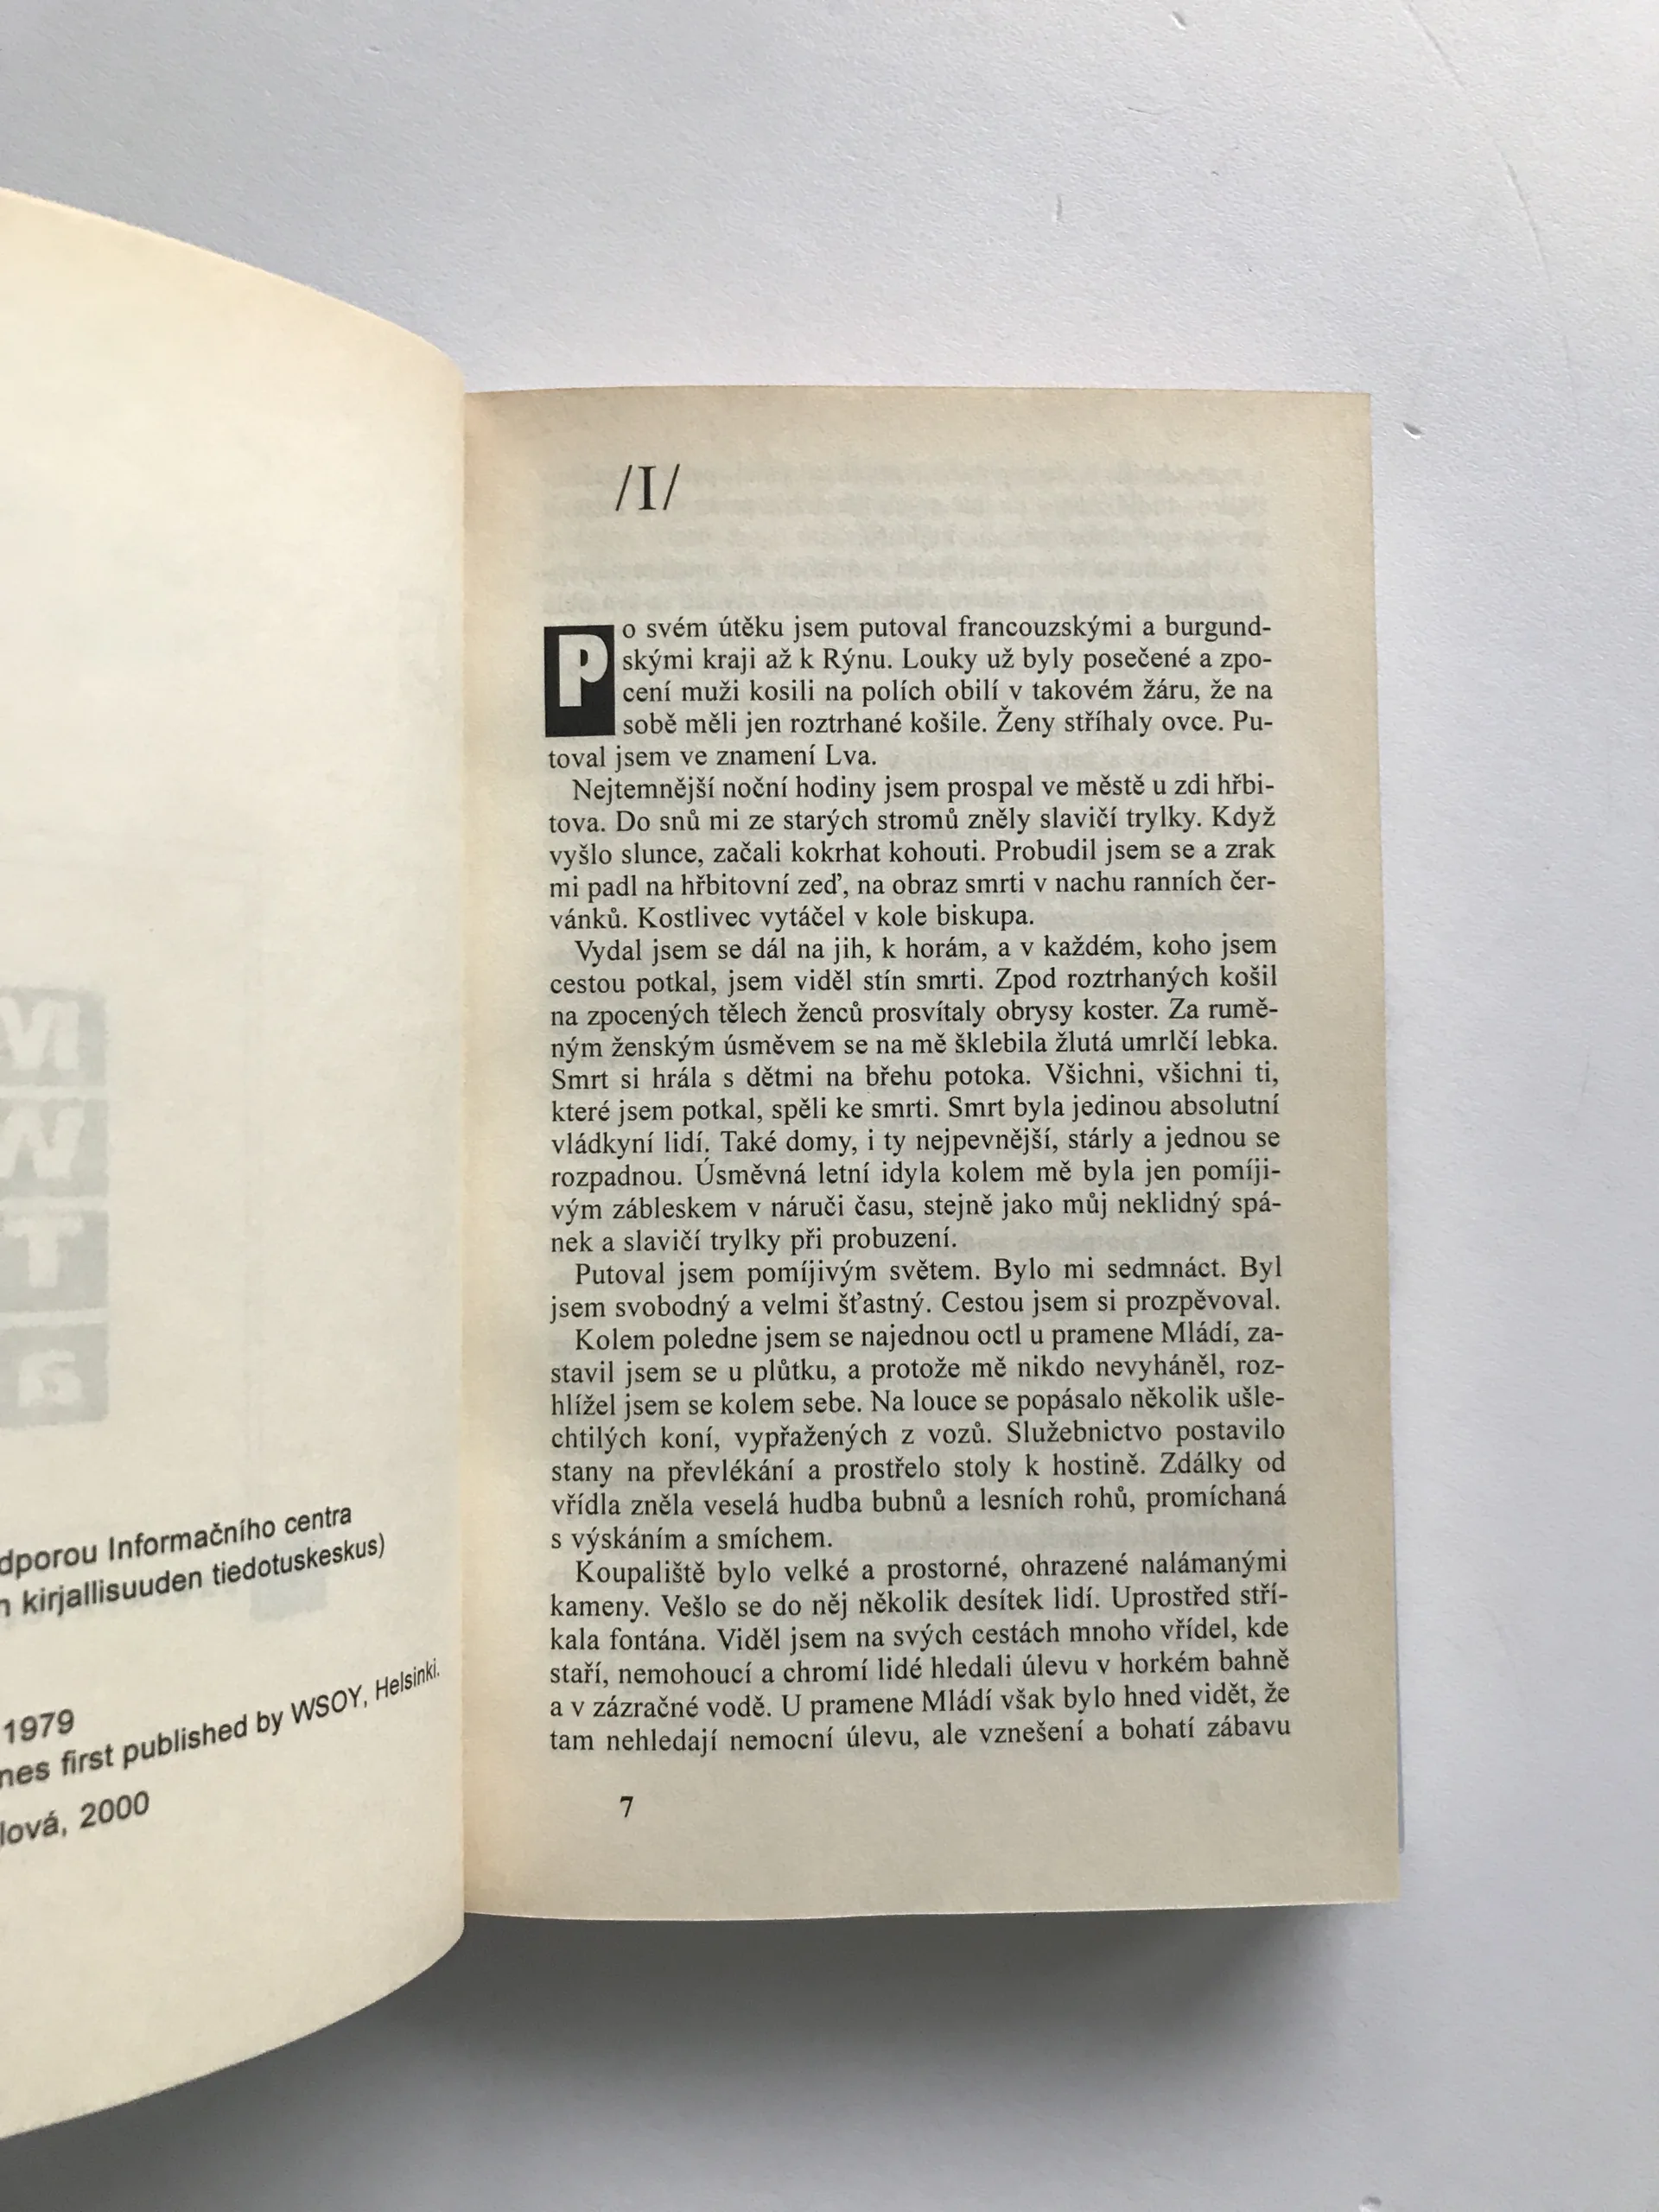 dporou Informačního centra
kirjallisuuden tiedotuskeskus)
1979
nes first published by WSOY, Helsinki.
lová, 2000
/I/
Po svém útěku jsem putoval francouzskými a burgund-
skými kraji až k Rýnu. Louky už byly posečené a zpo-
cení muži kosili na polích obilí v takovém žáru, že na
sobě měli jen roztrhané košile. Ženy stříhaly ovce. Pu-
toval jsem ve znamení Lva.
Nejtemnější noční hodiny jsem prospal ve městě u zdi hřbi-
tova. Do snů mi ze starých stromů zněly slavičí trylky. Když
vyšlo slunce, začali kokrhat kohouti. Probudil jsem se a zrak
mi padl na hřbitovní zeď, na obraz smrti v nachu ranních čer-
vánků. Kostlivec vytáčel v kole biskupa.
Vydal jsem se dál na jih, k horám, a v každém, koho jsem
cestou potkal, jsem viděl stín smrti. Zpod roztrhaných košil
na zpocených tělech ženců prosvítaly obrysy koster. Za rumě-
ným ženským úsměvem se na mě šklebila žlutá umrlčí lebka.
Smrt si hrála s dětmi na břehu potoka. Všichni, všichni ti,
které jsem potkal, spěli ke smrti. Smrt byla jedinou absolutní
vládkyní lidí. Také domy, i ty nejpevnější, stárly a jednou se
rozpadnou. Úsměvná letní idyla kolem mě byla jen pomíji-
vým zábleskem v náručí času, stejně jako můj neklidný spá-
nek a slavičí trylky při probuzení.
Putoval jsem pomíjivým světem. Bylo mi sedmnáct. Byl
jsem svobodný a velmi šťastný. Cestou jsem si prozpěvoval.
Kolem poledne jsem se najednou octl u pramene Mládí, za-
stavil jsem se u plůtku, a protože mě nikdo nevyháněl, roz-
hlížel jsem se kolem sebe. Na louce se popásalo několik ušle-
chtilých koní, vypřažených z vozů. Služebnictvo postavilo
stany na převlékání a prostřelo stoly k hostině. Zdálky od
vřídla zněla veselá hudba bubnů a lesních rohů, promíchaná
s výskáním a smíchem.
Koupaliště bylo velké a prostorné, ohrazené nalámanými
kameny. Vešlo se do něj několik desítek lidí. Uprostřed stří-
kala fontána. Viděl jsem na svých cestách mnoho vřídel, kde
staří, nemohoucí a chromí lidé hledali úlevu v horkém bahně
a v zázračné vodě. U pramene Mládí však bylo hned vidět, že
tam nehledají nemocní úlevu, ale vznešení a bohatí zábavu
7